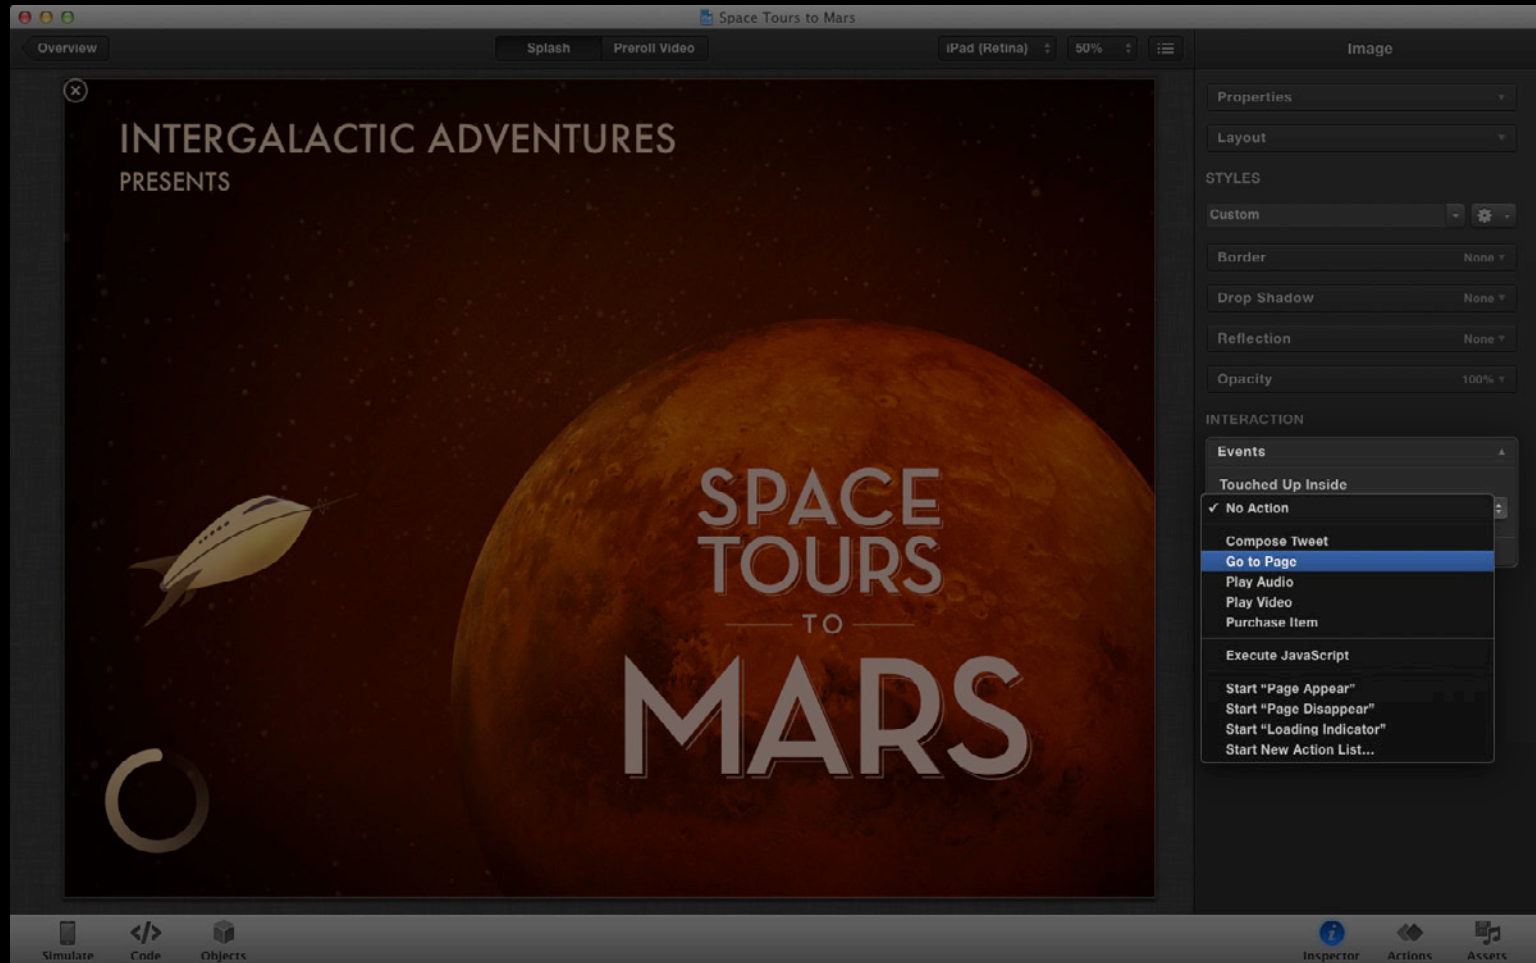 Space Tours to Mars
Overview
Splash
Preroll Video
iPad (Retina)
50%
Image
INTERGALACTIC ADVENTURES
PRESENTS
SPACE
TOURS
TO
MARS
Properties
Layout
STYLES
Custom
Border None
Drop Shadow None
Reflection None
Opacity 100%
INTERACTION
Events
Touched Up Inside
✓ No Action
Compose Tweet
Go to Page
Play Audio
Play Video
Purchase Item
Execute JavaScript
Start “Page Appear”
Start “Page Disappear”
Start “Loading Indicator”
Start New Action List...
Simulate
Code
Objects
Inspector
Actions
Assets